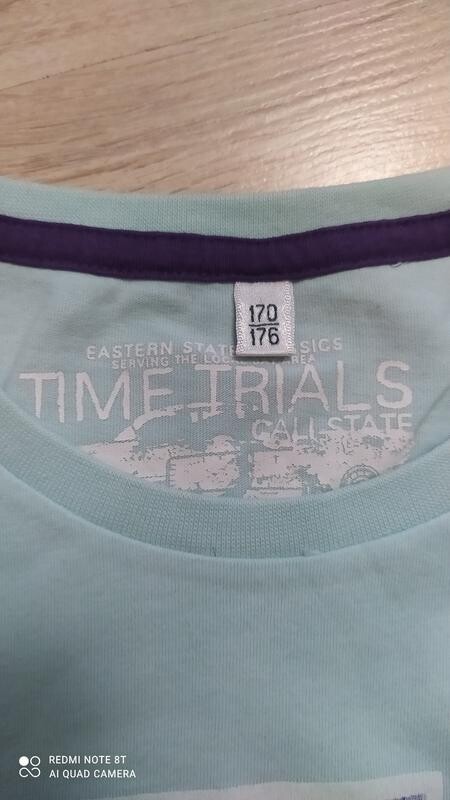 170
176
EASTERN STATE
SERVING THE AREA
TIME TRIALS
CALI STATE
REDMI NOTE 8T
AI QUAD CAMERA